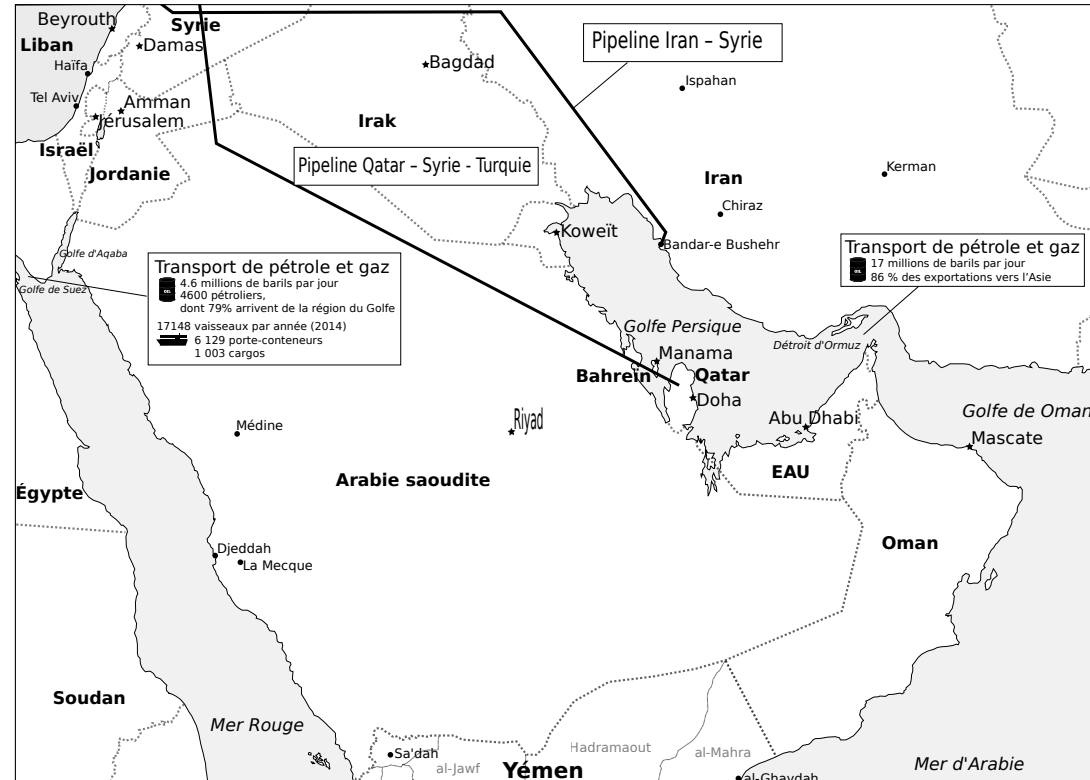 Beyrouth
Syrie
Liban
Damas
Haïfa
Bagdad
Pipeline Iran – Syrie
Ispahan
Tel Aviv
Amman
Jérusalem
Irak
Israël
Jordanie
Pipeline Qatar – Syrie - Turquie
Iran
Kerman
Chiraz
Koweït
Bandar-e Bushehr
Golfe d'Aqaba
Golfe de Suez
Transport de pétrole et gaz
OIL
4.6 millions de barils par jour
4600 pétroliers,
dont 79% arrivent de la région du Golfe
17148 vaisseaux par année (2014)
6 129 porte-conteneurs
1 003 cargos
Transport de pétrole et gaz
OIL
17 millions de barils par jour
86 % des exportations vers l'Asie
Golfe Persique
Détroit d'Ormuz
Manama
Bahreïn
Qatar
Doha
Abu Dhabi
Golfe de Oman
Mascate
Médine
Riyad
Arabie saoudite
EAU
Égypte
Oman
Djeddah
La Mecque
Soudan
Mer Rouge
Sa'dah
al-Jawf
Hadramaout
al-Mahra
Yémen
al-Ghaydah
Mer d'Arabie